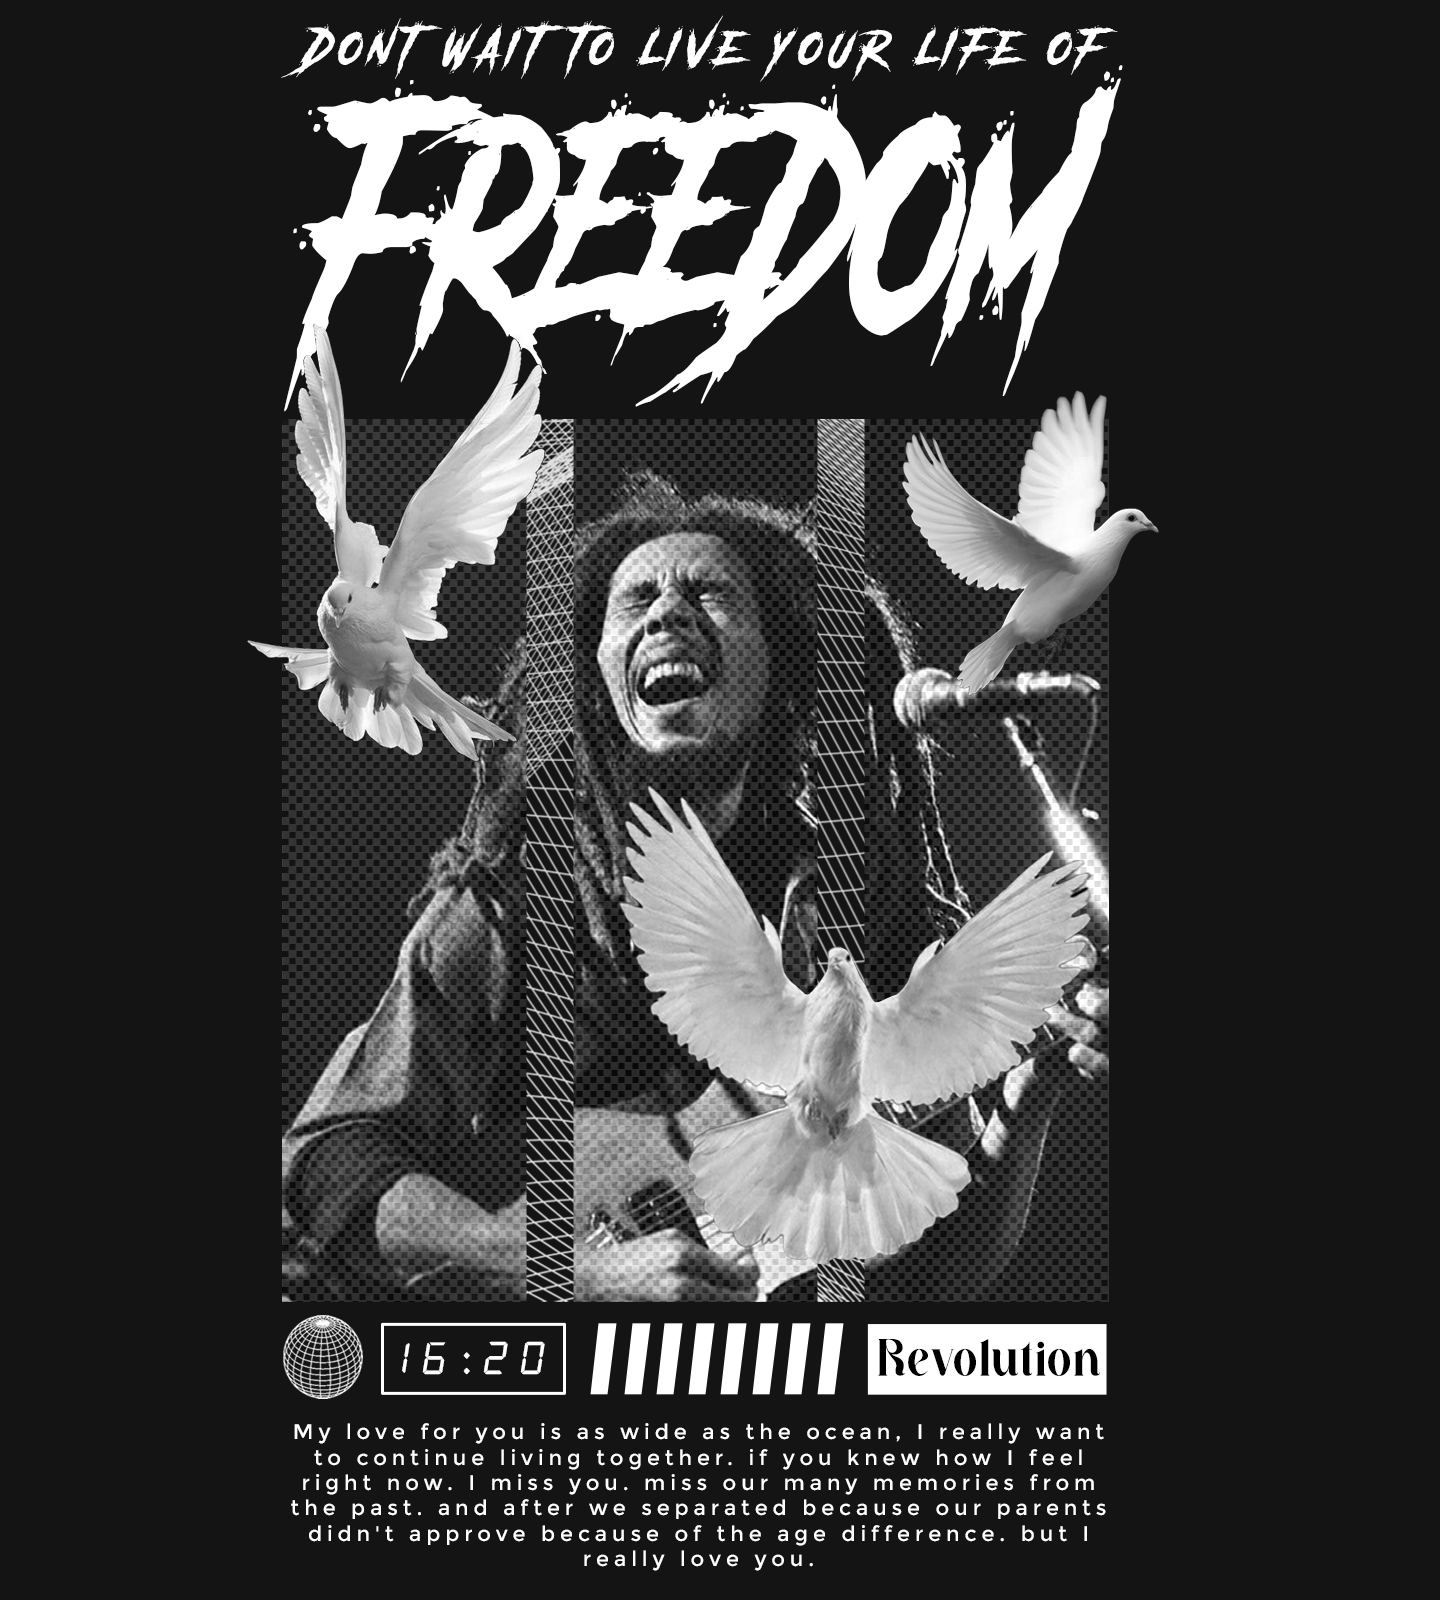 DONT WAIT TO LIVE YOUR LIFE OF
FREEDOM
16:20
Revolution
My love for you is as wide as the ocean, I really want
to continue living together. if you knew how I feel
right now. I miss you. miss our many memories from
the past. and after we separated because our parents
didn't approve because of the age difference. but I
really love you.